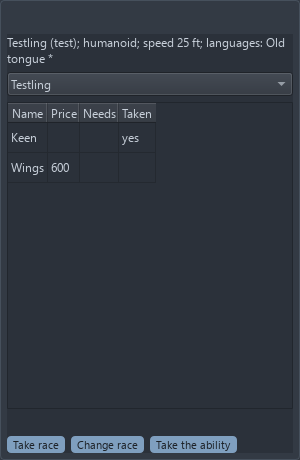 Testling (test); humanoid; speed 25 ft; languages: Old
tongue *
Testling
Name Price Needs Taken
Keen yes
Wings 600
Take race Change race Take the ability